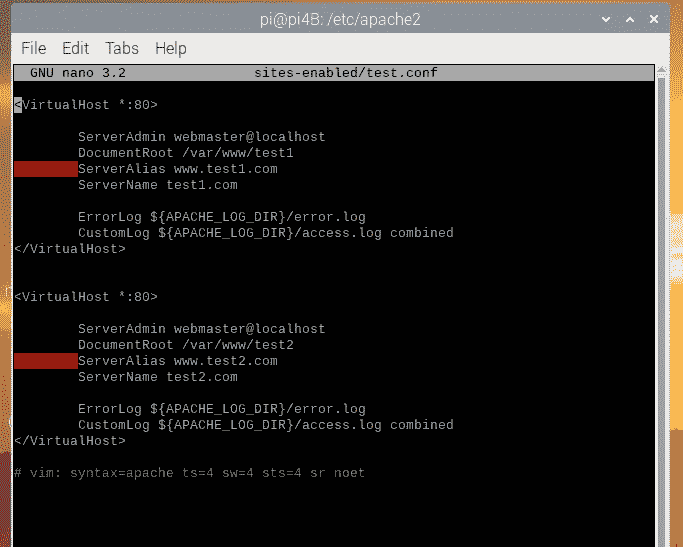 pi@pi4B: /etc/apache2
File Edit Tabs Help
GNU nano 3.2 sites-enabled/test.conf
<VirtualHost *:80>
ServerAdmin webmaster@localhost
DocumentRoot /var/www/test1
ServerAlias www.test1.com
ServerName test1.com
ErrorLog ${APACHE_LOG_DIR}/error.log
CustomLog ${APACHE_LOG_DIR}/access.log combined
</VirtualHost>
<VirtualHost *:80>
ServerAdmin webmaster@localhost
DocumentRoot /var/www/test2
ServerAlias www.test2.com
ServerName test2.com
ErrorLog ${APACHE_LOG_DIR}/error.log
CustomLog ${APACHE_LOG_DIR}/access.log combined
</VirtualHost>
# vim: syntax=apache ts=4 sw=4 sts=4 sr noet